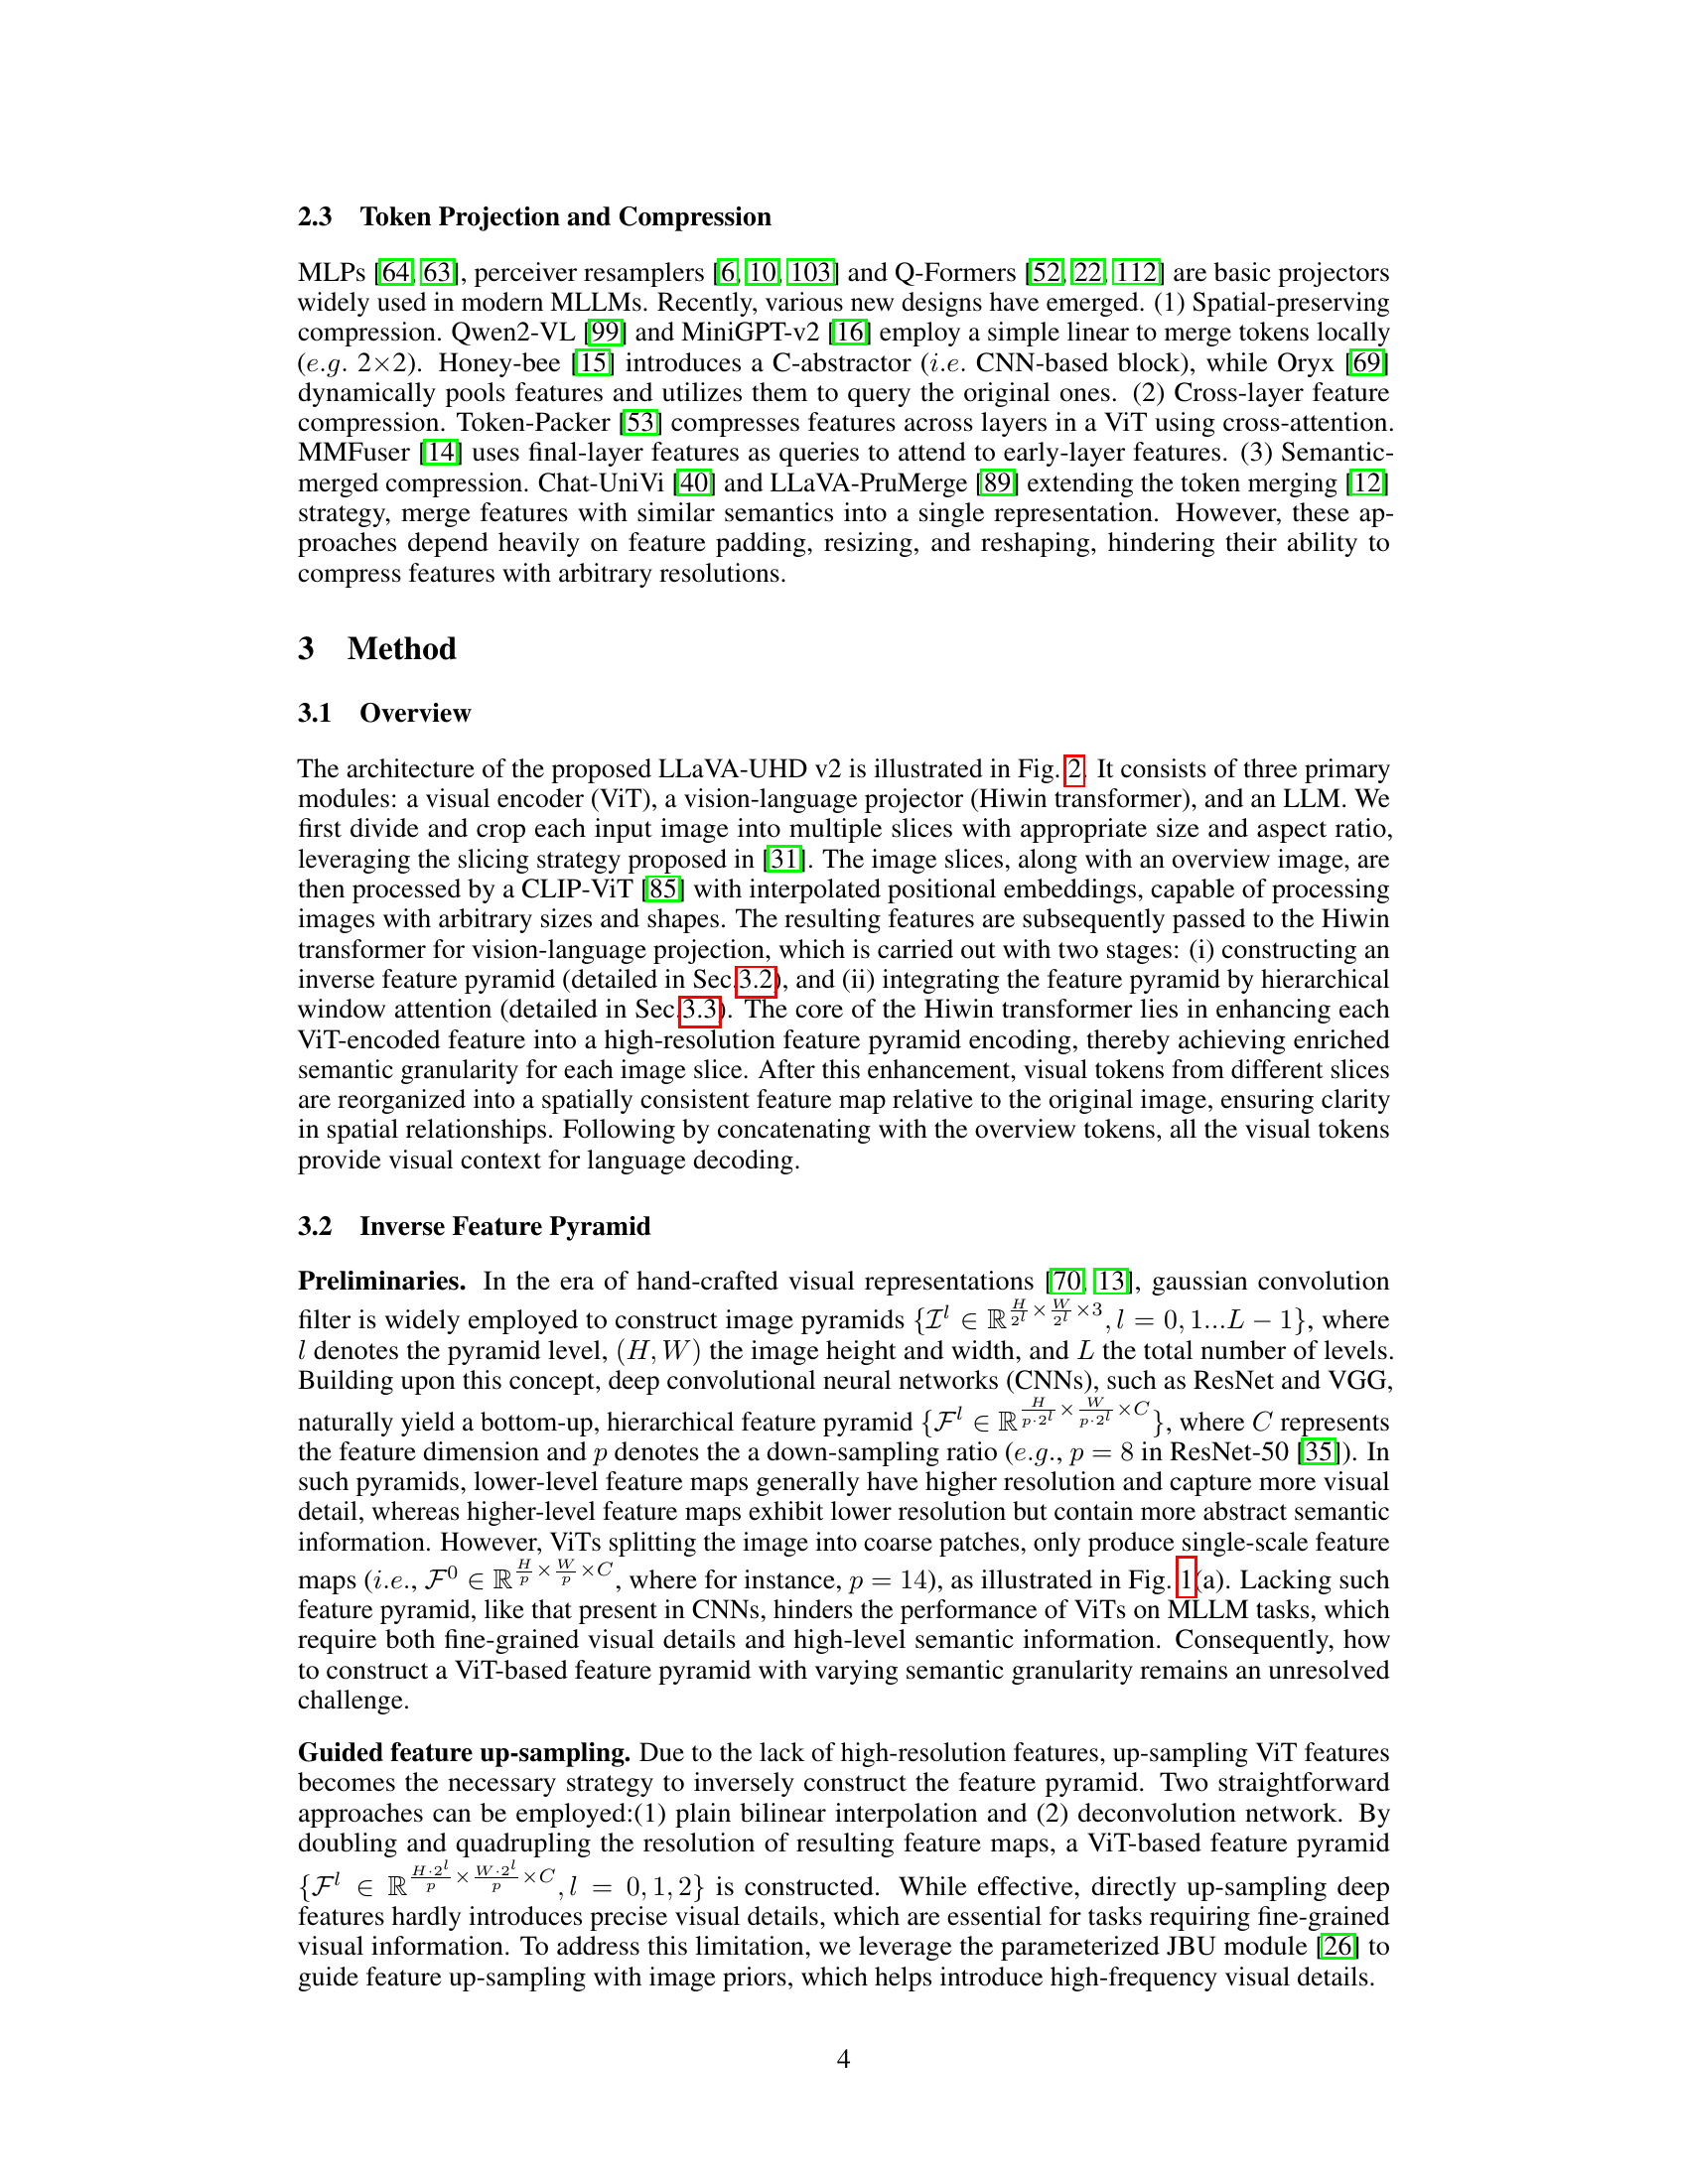 2.3 Token Projection and Compression
MLPs [64, 63], perceiver resamplers [6, 10, 103] and Q-Formers [52, 22, 112] are basic projectors
widely used in modern MLLMs. Recently, various new designs have emerged. (1) Spatial-preserving
compression. Qwen2-VL [99] and MiniGPT-v2 [16] employ a simple linear to merge tokens locally
(e.g. 2×2). Honey-bee [15] introduces a C-abstractor (i.e. CNN-based block), while Oryx [69]
dynamically pools features and utilizes them to query the original ones. (2) Cross-layer feature
compression. Token-Packer [53] compresses features across layers in a ViT using cross-attention.
MMFuser [14] uses final-layer features as queries to attend to early-layer features. (3) Semantic-
merged compression. Chat-UniVi [40] and LLaVA-PruMerge [89] extending the token merging [12]
strategy, merge features with similar semantics into a single representation. However, these ap-
proaches depend heavily on feature padding, resizing, and reshaping, hindering their ability to
compress features with arbitrary resolutions.
3 Method
3.1 Overview
The architecture of the proposed LLaVA-UHD v2 is illustrated in Fig. 2. It consists of three primary
modules: a visual encoder (ViT), a vision-language projector (Hiwin transformer), and an LLM. We
first divide and crop each input image into multiple slices with appropriate size and aspect ratio,
leveraging the slicing strategy proposed in [31]. The image slices, along with an overview image, are
then processed by a CLIP-ViT [85] with interpolated positional embeddings, capable of processing
images with arbitrary sizes and shapes. The resulting features are subsequently passed to the Hiwin
transformer for vision-language projection, which is carried out with two stages: (i) constructing an
inverse feature pyramid (detailed in Sec.3.2), and (ii) integrating the feature pyramid by hierarchical
window attention (detailed in Sec.3.3). The core of the Hiwin transformer lies in enhancing each
ViT-encoded feature into a high-resolution feature pyramid encoding, thereby achieving enriched
semantic granularity for each image slice. After this enhancement, visual tokens from different slices
are reorganized into a spatially consistent feature map relative to the original image, ensuring clarity
in spatial relationships. Following by concatenating with the overview tokens, all the visual tokens
provide visual context for language decoding.
3.2 Inverse Feature Pyramid
Preliminaries. In the era of hand-crafted visual representations [70, 13], gaussian convolution
filter is widely employed to construct image pyramids $\{\mathcal{I}^l \in \mathbb{R}^{\frac{H}{2^l} \times \frac{W}{2^l} \times 3}, l = 0, 1...L - 1\}$, where
$l$ denotes the pyramid level, $(H, W)$ the image height and width, and $L$ the total number of levels.
Building upon this concept, deep convolutional neural networks (CNNs), such as ResNet and VGG,
naturally yield a bottom-up, hierarchical feature pyramid $\{\mathcal{F}^l \in \mathbb{R}^{\frac{H}{p \cdot 2^l} \times \frac{W}{p \cdot 2^l} \times C}\}$, where $C$ represents
the feature dimension and $p$ denotes the a down-sampling ratio (e.g., $p = 8$ in ResNet-50 [35]). In
such pyramids, lower-level feature maps generally have higher resolution and capture more visual
detail, whereas higher-level feature maps exhibit lower resolution but contain more abstract semantic
information. However, ViTs splitting the image into coarse patches, only produce single-scale feature
maps (i.e., $\mathcal{F}^0 \in \mathbb{R}^{\frac{H}{p} \times \frac{W}{p} \times C}$, where for instance, $p = 14$), as illustrated in Fig. 1(a). Lacking such
feature pyramid, like that present in CNNs, hinders the performance of ViTs on MLLM tasks, which
require both fine-grained visual details and high-level semantic information. Consequently, how
to construct a ViT-based feature pyramid with varying semantic granularity remains an unresolved
challenge.
Guided feature up-sampling. Due to the lack of high-resolution features, up-sampling ViT features
becomes the necessary strategy to inversely construct the feature pyramid. Two straightforward
approaches can be employed:(1) plain bilinear interpolation and (2) deconvolution network. By
doubling and quadrupling the resolution of resulting feature maps, a ViT-based feature pyramid
$\{\mathcal{F}^l \in \mathbb{R}^{\frac{H \cdot 2^l}{p} \times \frac{W \cdot 2^l}{p} \times C}, l = 0, 1, 2\}$ is constructed. While effective, directly up-sampling deep
features hardly introduces precise visual details, which are essential for tasks requiring fine-grained
visual information. To address this limitation, we leverage the parameterized JBU module [26] to
guide feature up-sampling with image priors, which helps introduce high-frequency visual details.
4